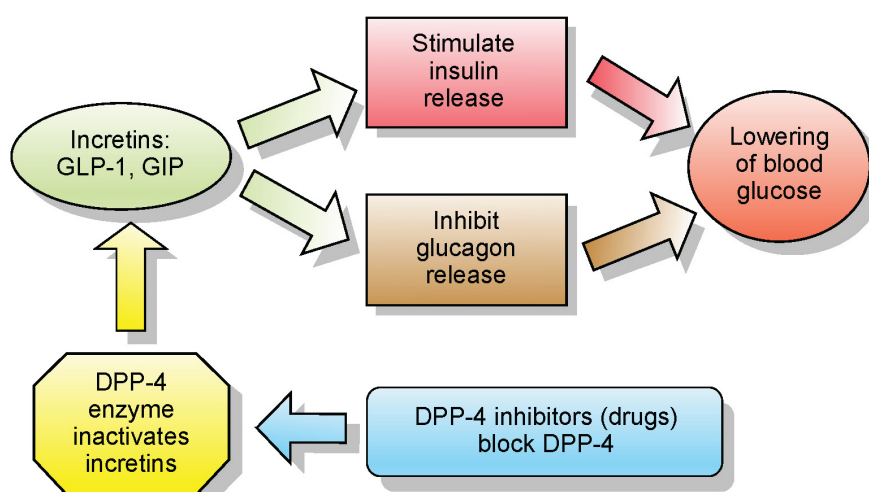 Stimulate
insulin
release
Incretins:
GLP-1, GIP
Lowering
of blood
glucose
Inhibit
glucagon
release
DPP-4
enzyme
inactivates
incretins
DPP-4 inhibitors (drugs)
block DPP-4